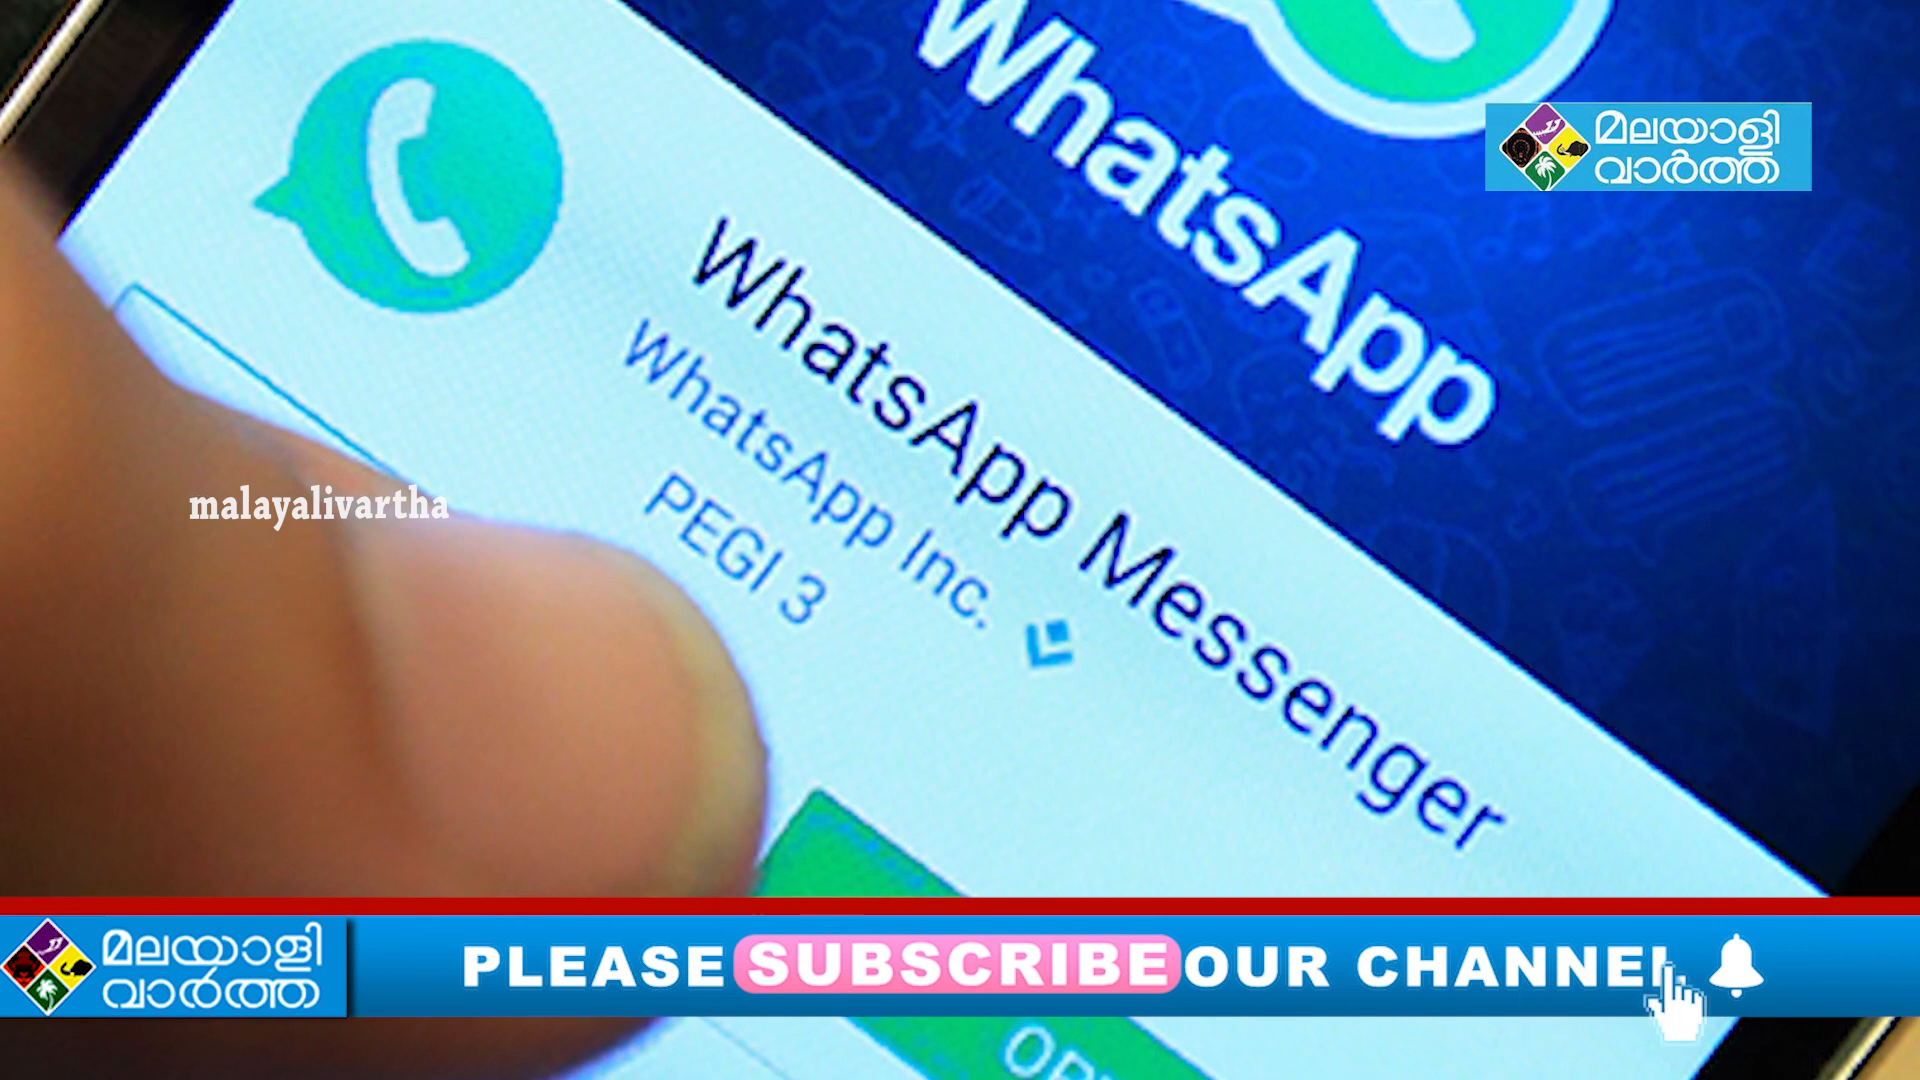 WhatsApp
മലയാളി
വാർത്ത
WhatsApp Messenger
WhatsApp Inc.
PEGI 3
malayalivartha
മലയാളി
വാർത്ത
PLEASE SUBSCRIBE OUR CHANNEL